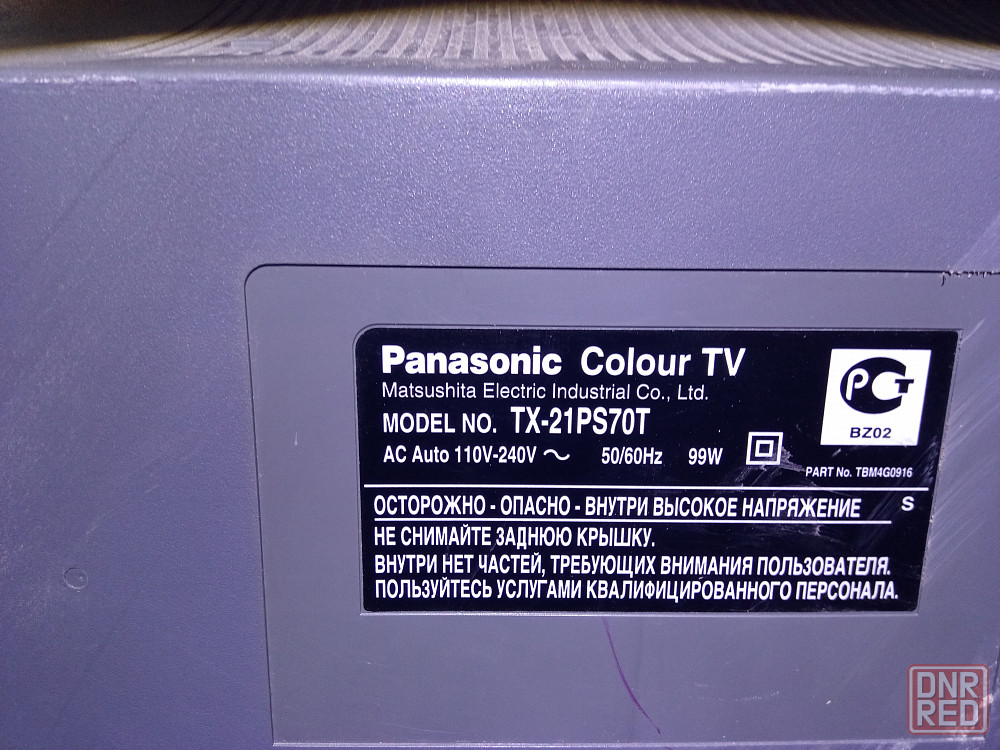 Panasonic Colour TV
Matsushita Electric Industrial Co., Ltd.
MODEL NO. TX-21PS70T
AC Auto 110V-240V ~ 50/60Hz 99W
РСТ
BZ02
PART No. TBM4G0916
ОСТОРОЖНО - ОПАСНО - ВНУТРИ ВЫСОКОЕ НАПРЯЖЕНИЕ S
НЕ СНИМАЙТЕ ЗАДНЮЮ КРЫШКУ.
ВНУТРИ НЕТ ЧАСТЕЙ, ТРЕБУЮЩИХ ВНИМАНИЯ ПОЛЬЗОВАТЕЛЯ.
ПОЛЬЗУЙТЕСЬ УСЛУГАМИ КВАЛИФИЦИРОВАННОГО ПЕРСОНАЛА.
DNR
RED